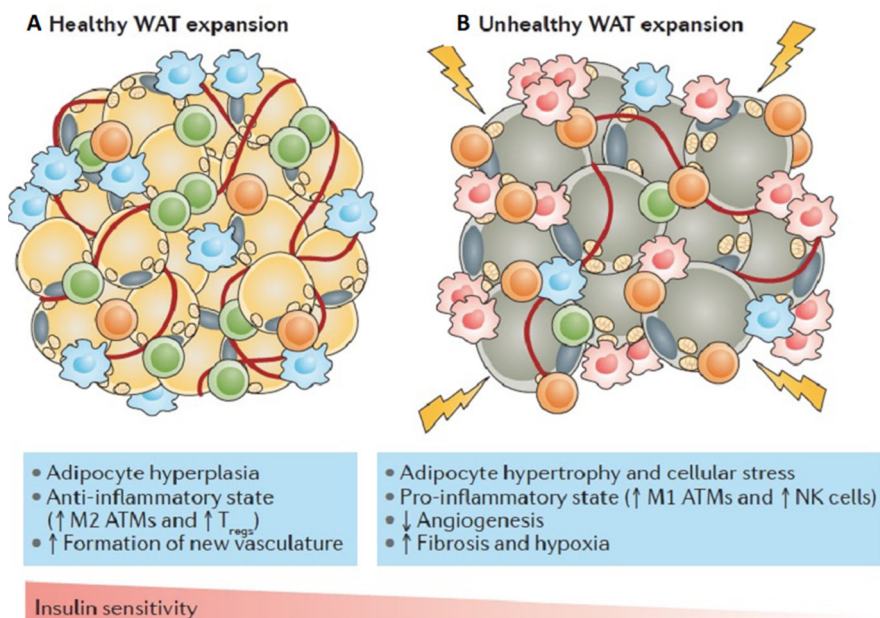 A Healthy WAT expansion
B Unhealthy WAT expansion
• Adipocyte hyperplasia
• Anti-inflammatory state
(↑ M2 ATMs and ↑ Tregs)
• ↑ Formation of new vasculature
• Adipocyte hypertrophy and cellular stress
• Pro-inflammatory state (↑ M1 ATMs and ↑ NK cells)
• ↓ Angiogenesis
• ↑ Fibrosis and hypoxia
Insulin sensitivity